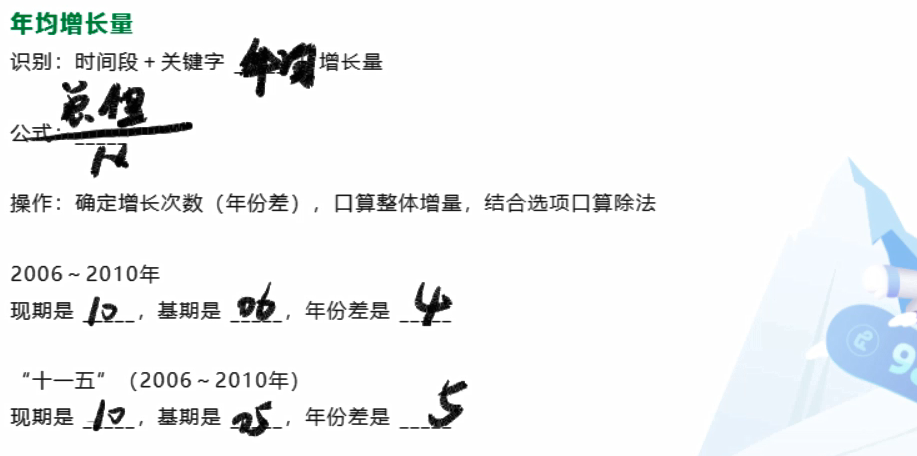 年均增长量
识别：时间段+关键字 年均 增长量
总组
公式：_____
N
操作：确定增长次数（年份差），口算整体增量，结合选项口算除法
2006～2010年
现期是 10，基期是 06，年份差是 4
“十一五”（2006～2010年）
现期是 10，基期是 05，年份差是 5